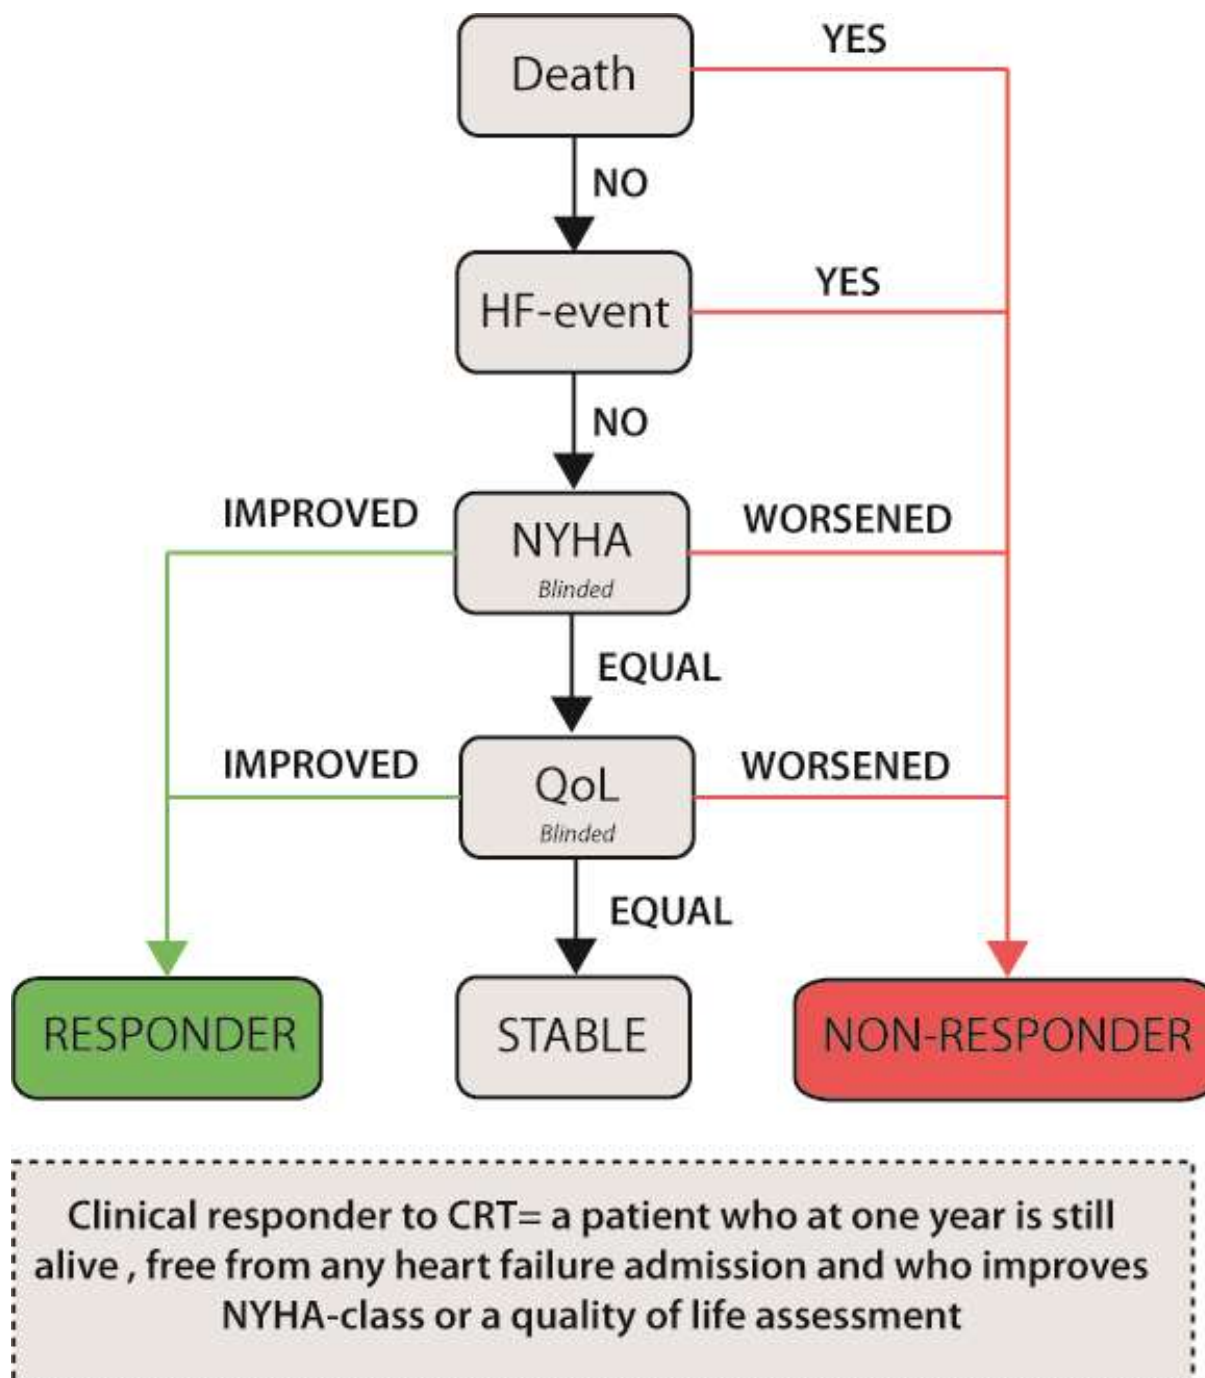 Death
YES
NO
HF-event
YES
NO
IMPROVED
NYHA
Blinded
WORSENED
EQUAL
IMPROVED
QoL
Blinded
WORSENED
EQUAL
RESPONDER
STABLE
NON-RESPONDER
Clinical responder to CRT= a patient who at one year is still
alive , free from any heart failure admission and who improves
NYHA-class or a quality of life assessment